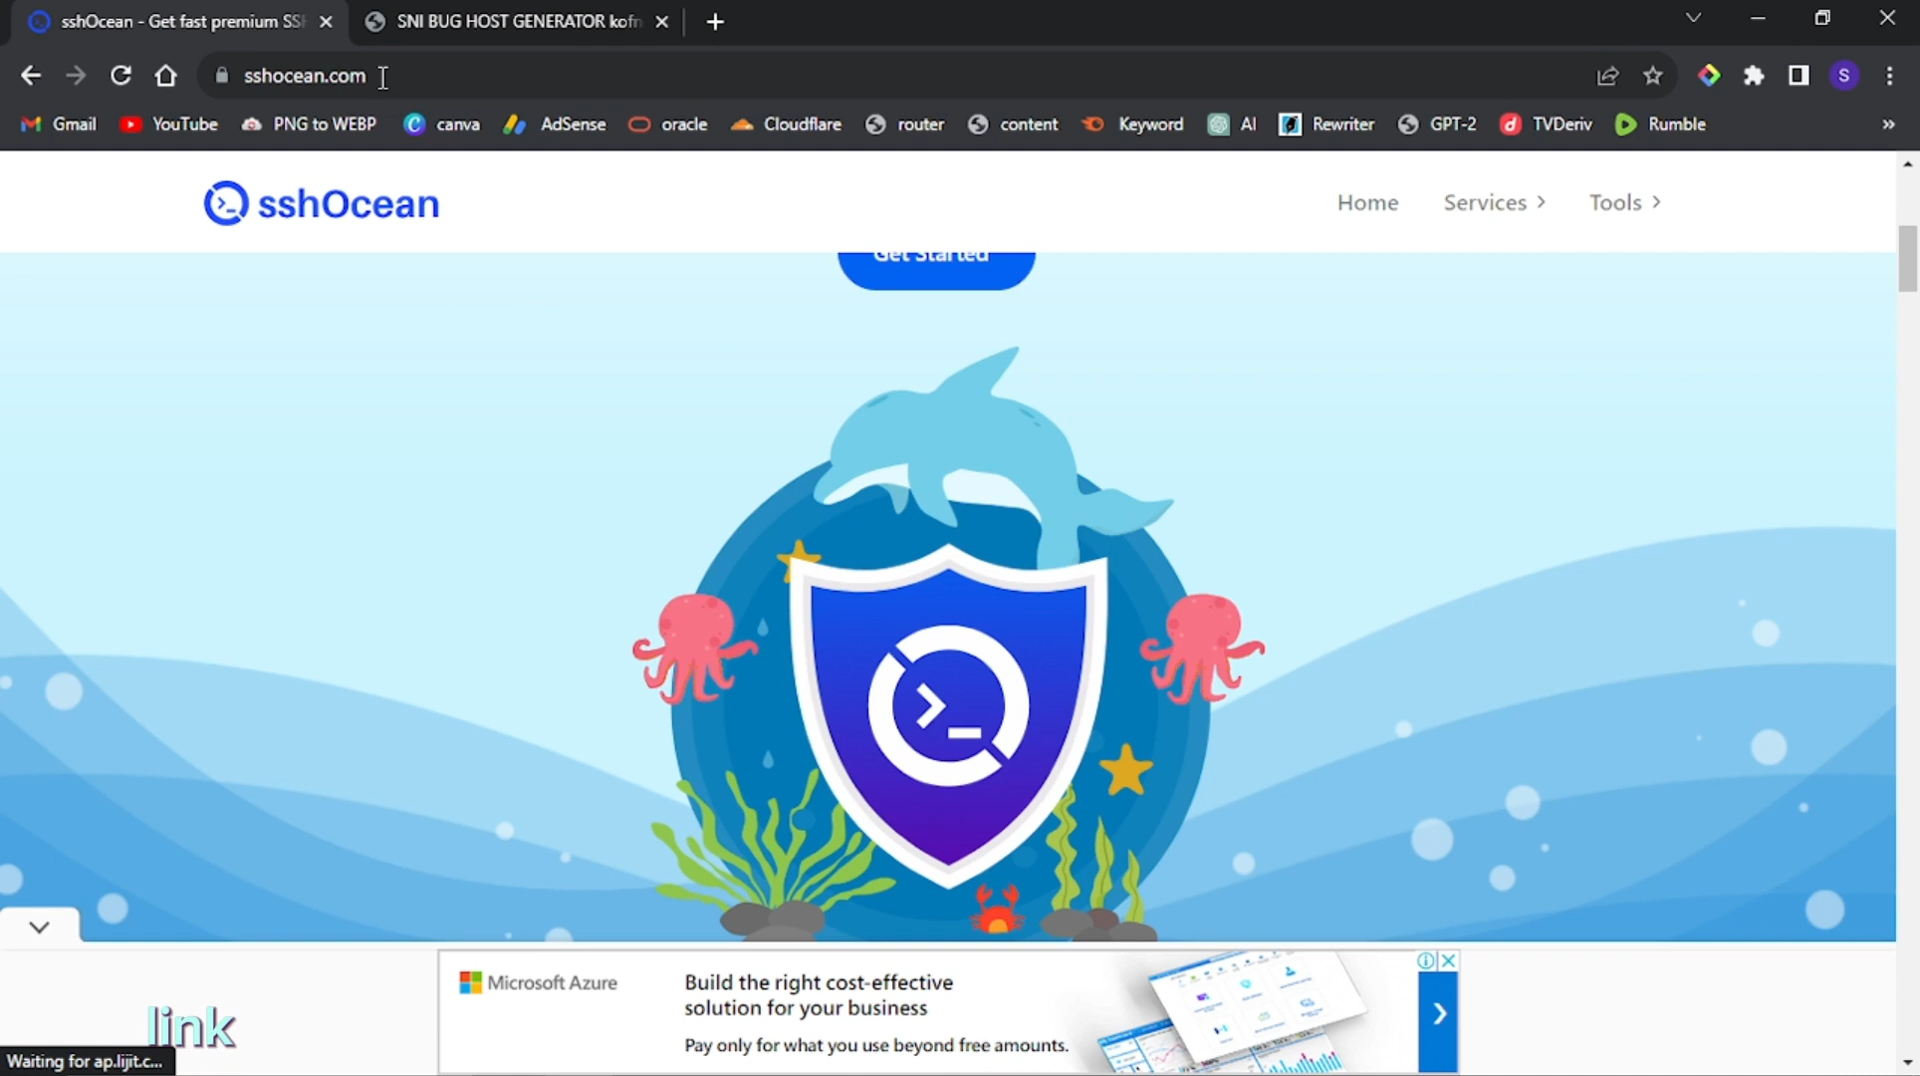 sshOcean - Get fast premium SS
SNI BUG HOST GENERATOR kofn
sshocean.com
S
Gmail
YouTube
PNG to WEBP
canva
AdSense
oracle
Cloudflare
router
content
Keyword
AI
Rewriter
GPT-2
TVDeriv
Rumble
sshOcean
Home
Services
Tools
Get Started
Microsoft Azure
Build the right cost-effective
solution for your business
Pay only for what you use beyond free amounts.
link
Waiting for ap.lijit.c...